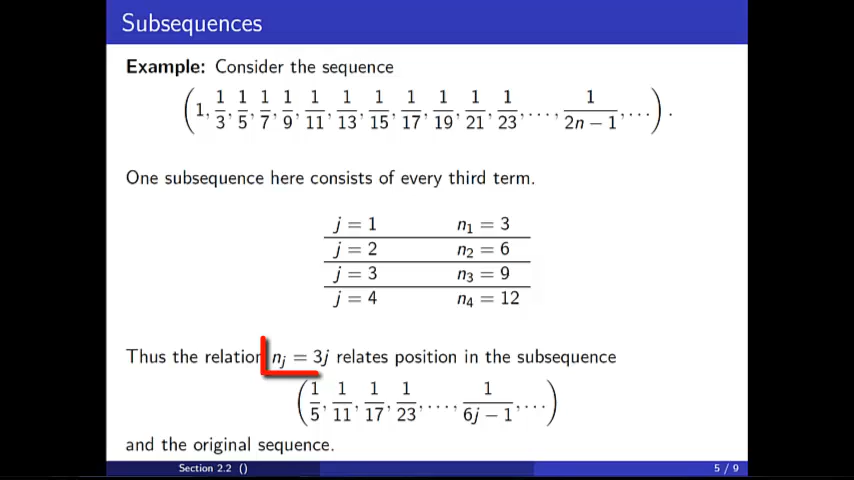 Subsequences
Example: Consider the sequence
(1, 1/3, 1/5, 1/7, 1/9, 1/11, 1/13, 1/15, 1/17, 1/19, 1/21, 1/23, ..., 1/(2n − 1), ...).
One subsequence here consists of every third term.
j = 1 n₁ = 3
j = 2 n₂ = 6
j = 3 n₃ = 9
j = 4 n₄ = 12
Thus the relation nⱼ = 3j relates position in the subsequence
(1/5, 1/11, 1/17, 1/23, ..., 1/(6j − 1), ...)
and the original sequence.
Section 2.2 () 5 / 9